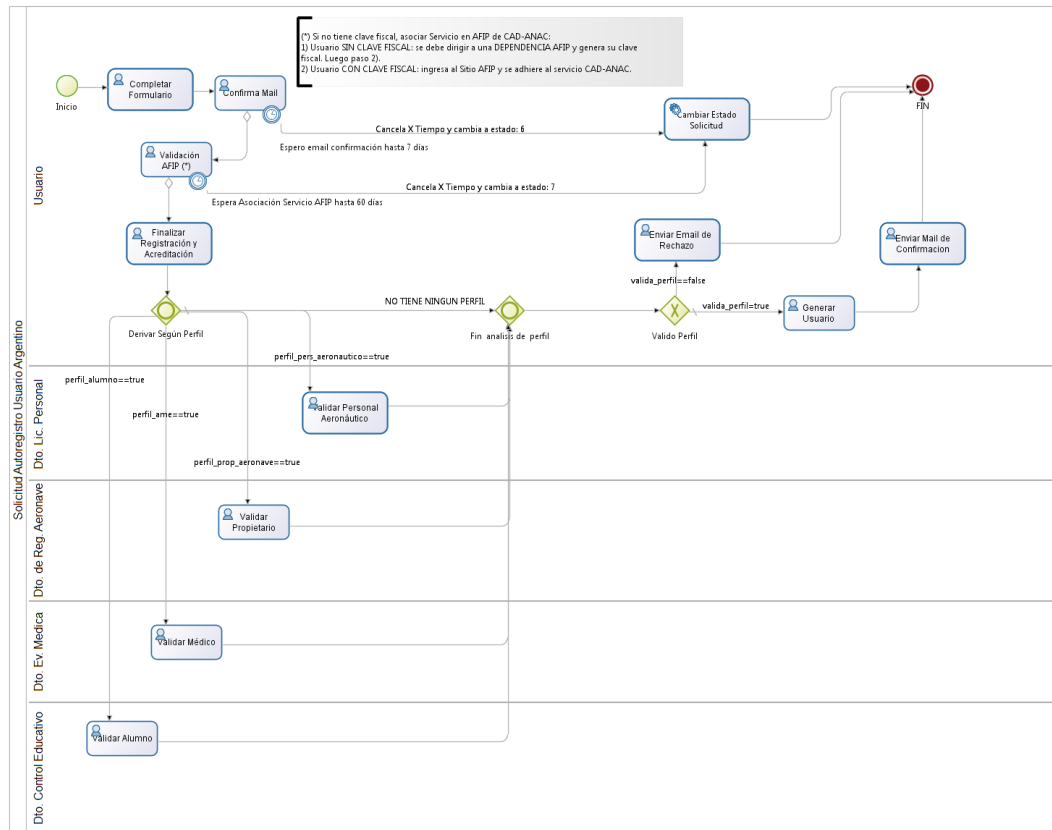 (*) Si no tiene clave fiscal, asociar Servicio en AFIP de CAD-ANAC:
1) Usuario SIN CLAVE FISCAL: se debe dirigir a una DEPENDENCIA AFIP y genera su clave
fiscal. Luego paso 2).
2) Usuario CON CLAVE FISCAL: ingresa al Sitio AFIP y se adhiere al servicio CAD-ANAC.
Inicio
Completar
Formulario
Confirma Mail
Cambiar Estado
Solicitud
FIN
Cancela X Tiempo y cambia a estado: 6
Espero email confirmación hasta 7 días
Validación
AFIP (*)
Cancela X Tiempo y cambia a estado: 7
Espera Asociación Servicio AFIP hasta 60 días
Usuario
Finalizar
Registración y
Acreditación
Enviar Email de
Rechazo
Enviar Mail de
Confirmacion
valida_perfil==false
NO TIENE NINGUN PERFIL
valida_perfil=true
Generar
Usuario
Derivar Según Perfil
Fin analisis de perfil
Valido Perfil
perfil_pers_aeronautico==true
Solicitud Autoregistro Usuario Argentino
Dto. Lic. Personal
perfil_alumno==true
perfil_ame==true
Validar Personal
Aeronáutico
perfil_prop_aeronave==true
Dto. de Reg. Aeronave
Validar
Propietario
Dto. Ev. Medica
Validar Médico
Dto. Control Educativo
Validar Alumno